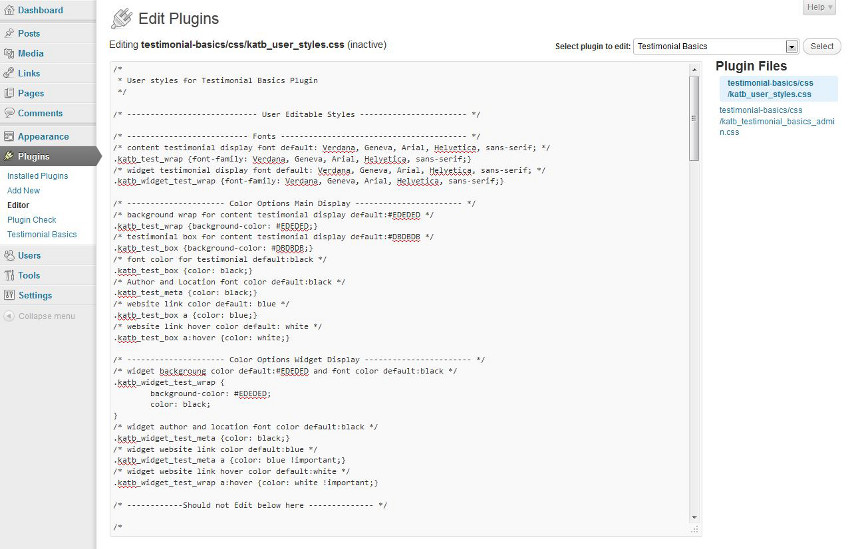 Dashboard
Posts
Media
Links
Pages
Comments
Appearance
Plugins
Installed Plugins
Add New
Editor
Plugin Check
Testimonial Basics
Users
Tools
Settings
Collapse menu
Help
Edit Plugins
Editing testimonial-basics/css/katb_user_styles.css (inactive)
Select plugin to edit: Testimonial Basics Select
/*
* User styles for Testimonial Basics Plugin
*/
/* ---------------------------- User Editable Styles ----------------------- */
/* -------------------------- Fonts ---------------------------------------- */
/* content testimonial display font default: Verdana, Geneva, Arial, Helvetica, sans-serif; */
.katb_test_wrap {font-family: Verdana, Geneva, Arial, Helvetica, sans-serif;}
/* widget testimonial display font default: Verdana, Geneva, Arial, Helvetica, sans-serif; */
.katb_widget_test_wrap {font-family: Verdana, Geneva, Arial, Helvetica, sans-serif;}
/* --------------------- Color Options Main Display ----------------------- */
/* background wrap for content testimonial display default:#EDEDED */
.katb_test_wrap {background-color: #EDEDED;}
/* testimonial box for content testimonial display default:#DBDBDB */
.katb_test_box {background-color: #DBDBDB;}
/* font color for testimonial default:black */
.katb_test_box {color: black;}
/* Author and Location font color default:black */
.katb_test_meta {color: black;}
/* website link color default: blue */
.katb_test_box a {color: blue;}
/* website link hover color default: white */
.katb_test_box a:hover {color: white;}
/* --------------------- Color Options Widget Display ----------------------- */
/* widget backgroung color default:#EDEDED and font color default:black */
.katb_widget_test_wrap {
background-color: #EDEDED;
color: black;
}
/* widget author and location font color default:black */
.katb_widget_test_meta {color: black;}
/* widget website link color default:blue */
.katb_widget_test_meta a {color: blue !important;}
/* widget website link hover color default:white */
.katb_widget_test_wrap a:hover {color: white !important;}
/* ------------Should not Edit below here -------------- */
/*
Plugin Files
testimonial-basics/css
/katb_user_styles.css
testimonial-basics/css
/katb_testimonial_basics_admi
n.css